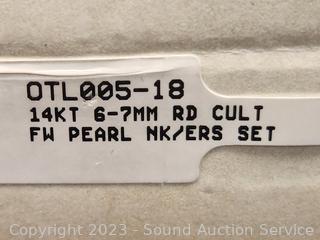 OTL005-18
14KT 6-7MM RD CULT
FW PEARL NK/ERS SET
Copyright 2023 - Sound Auction Service